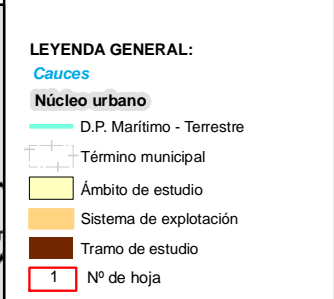 LEYENDA GENERAL:
Cauces
Núcleo urbano
D.P. Marítimo - Terrestre
Término municipal
Ámbito de estudio
Sistema de explotación
Tramo de estudio
1 Nº de hoja